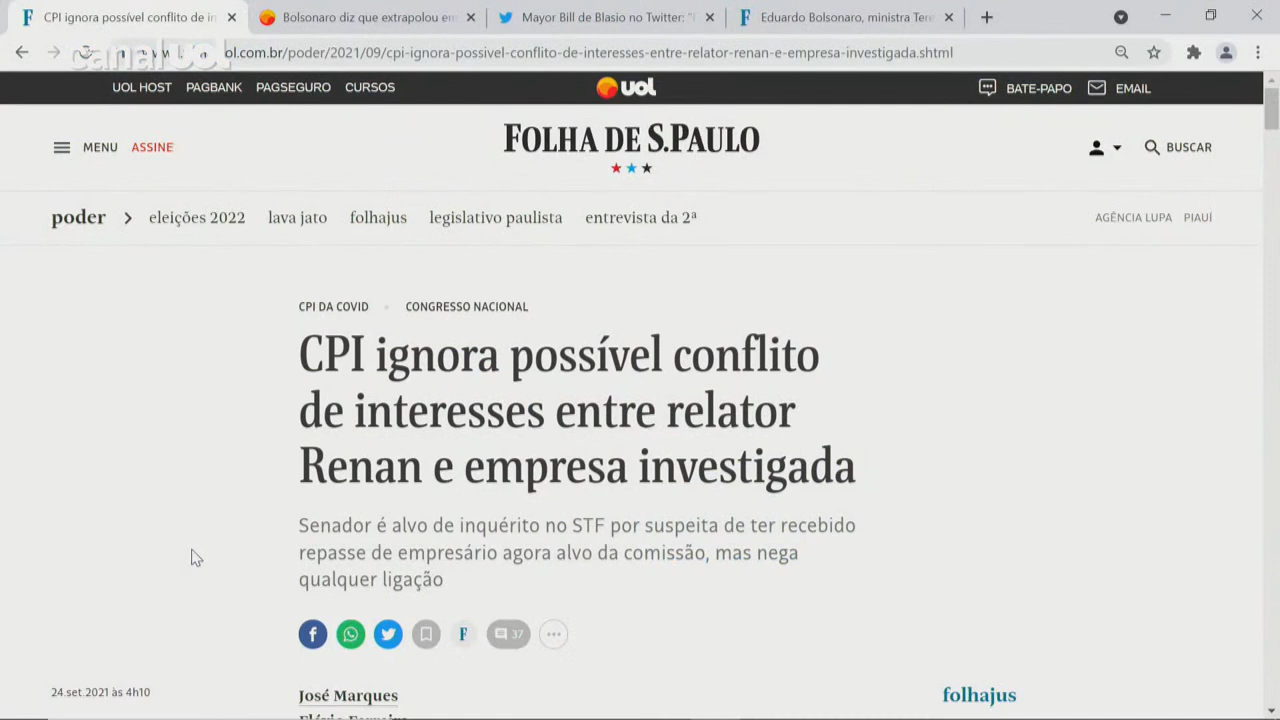 CPI ignora possível conflito de in
Bolsonaro diz que extrapolou em
Mayor Bill de Blasio no Twitter: "
Eduardo Bolsonaro, ministra Tere
canal UOL
ol.com.br/poder/2021/09/cpi-ignora-possivel-conflito-de-interesses-entre-relator-renan-e-empresa-investigada.shtml
UOL HOST PAGBANK PAGSEGURO CURSOS
uol
BATE-PAPO EMAIL
MENU ASSINE
FOLHA DE S.PAULO
BUSCAR
poder > eleições 2022 lava jato folhajus legislativo paulista entrevista da 2ª
AGÊNCIA LUPA PIAUÍ
CPI DA COVID CONGRESSO NACIONAL
CPI ignora possível conflito
de interesses entre relator
Renan e empresa investigada
Senador é alvo de inquérito no STF por suspeita de ter recebido
repasse de empresário agora alvo da comissão, mas nega
qualquer ligação
37
24.set.2021 às 4h10
José Marques
folhajus